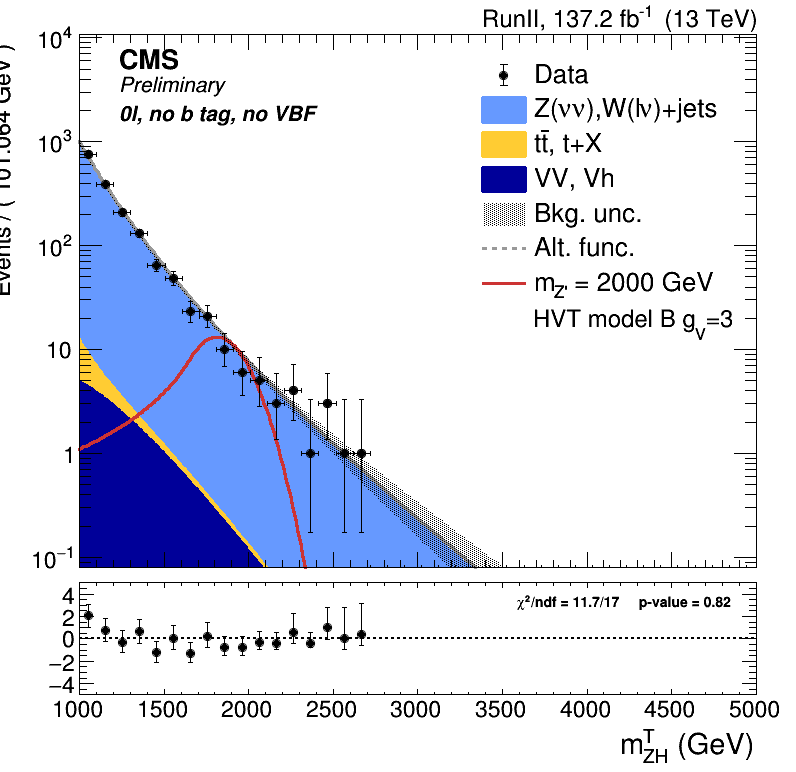 RunII, 137.2 fb⁻¹ (13 TeV)
CMS
Preliminary
0l, no b tag, no VBF
Data
Z(νν),W(lν)+jets
tt̄, t+X
VV, Vh
Bkg. unc.
Alt. func.
m_Z' = 2000 GeV
HVT model B g_V=3
Events / ( 101.064 GeV )
10⁴
10³
10²
10
1
10⁻¹
χ²/ndf = 11.7/17 p-value = 0.82
4
2
0
−2
−4
1000 1500 2000 2500 3000 3500 4000 4500 5000
m^T_ZH (GeV)